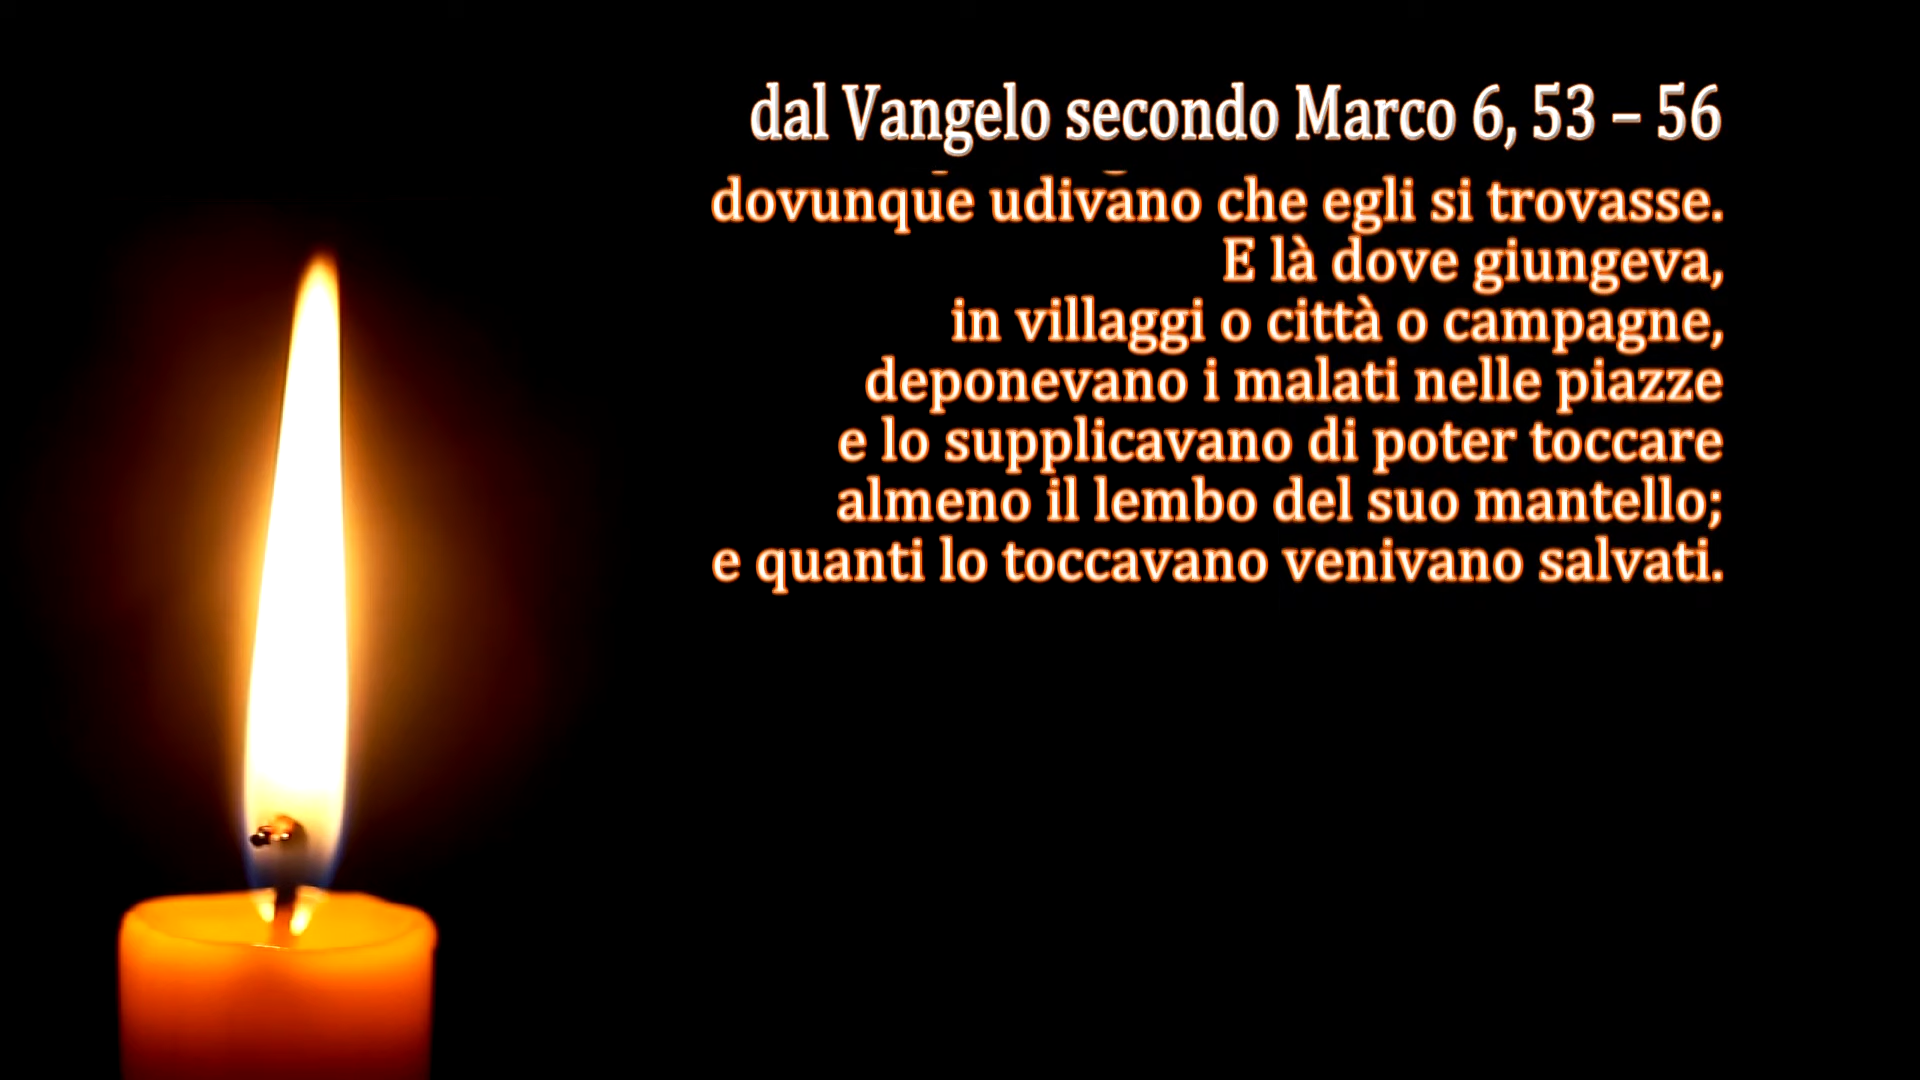 dal Vangelo secondo Marco 6, 53 – 56
dovunque udivano che egli si trovasse.
E là dove giungeva,
in villaggi o città o campagne,
deponevano i malati nelle piazze
e lo supplicavano di poter toccare
almeno il lembo del suo mantello;
e quanti lo toccavano venivano salvati.